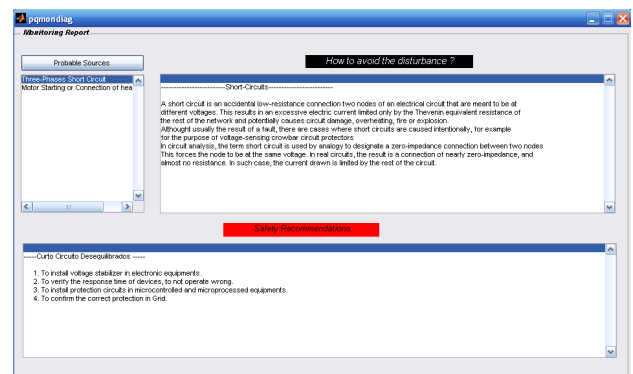 pqmondiag
Monitoring Report
Probable Sources
How to avoid the disturbance ?
Three-Phases Short Circuit
Motor Starting or Connection of hea
-------------------------Short-Circuits-------------------------
A short circuit is an accidental low-resistance connection two nodes of an electrical circuit that are meant to be at
different voltages. This results in an excessive electric current limited only by the Thevenin equivalent resistance of
the rest of the network and potentially causes circuit damage, overheating, fire or explosion.
Althought usually the result of a fault, there are cases where short circuits are caused intentionally, for example
for the purpose of voltage-sensing crowbar circuit protectors
In circuit analysis, the term short circuit is used by analogy to designate a zero-impedance connection between two nodes
This forces the node to be at the same voltage. In real circuits, the result is a connection of nearly zero-impedance, and
almost no resistance. In such case, the current drawn is limited by the rest of the circuit.
Safety Recommendations
-----Curto Circuito Desequilibrados -----
1. To install voltage stabilizer in electronic equipments.
2. To verify the response time of devices, to not operate wrong.
3. To install protection circuits in microcontrolled and microprocessed equipments.
4. To confirm the correct protection in Grid.